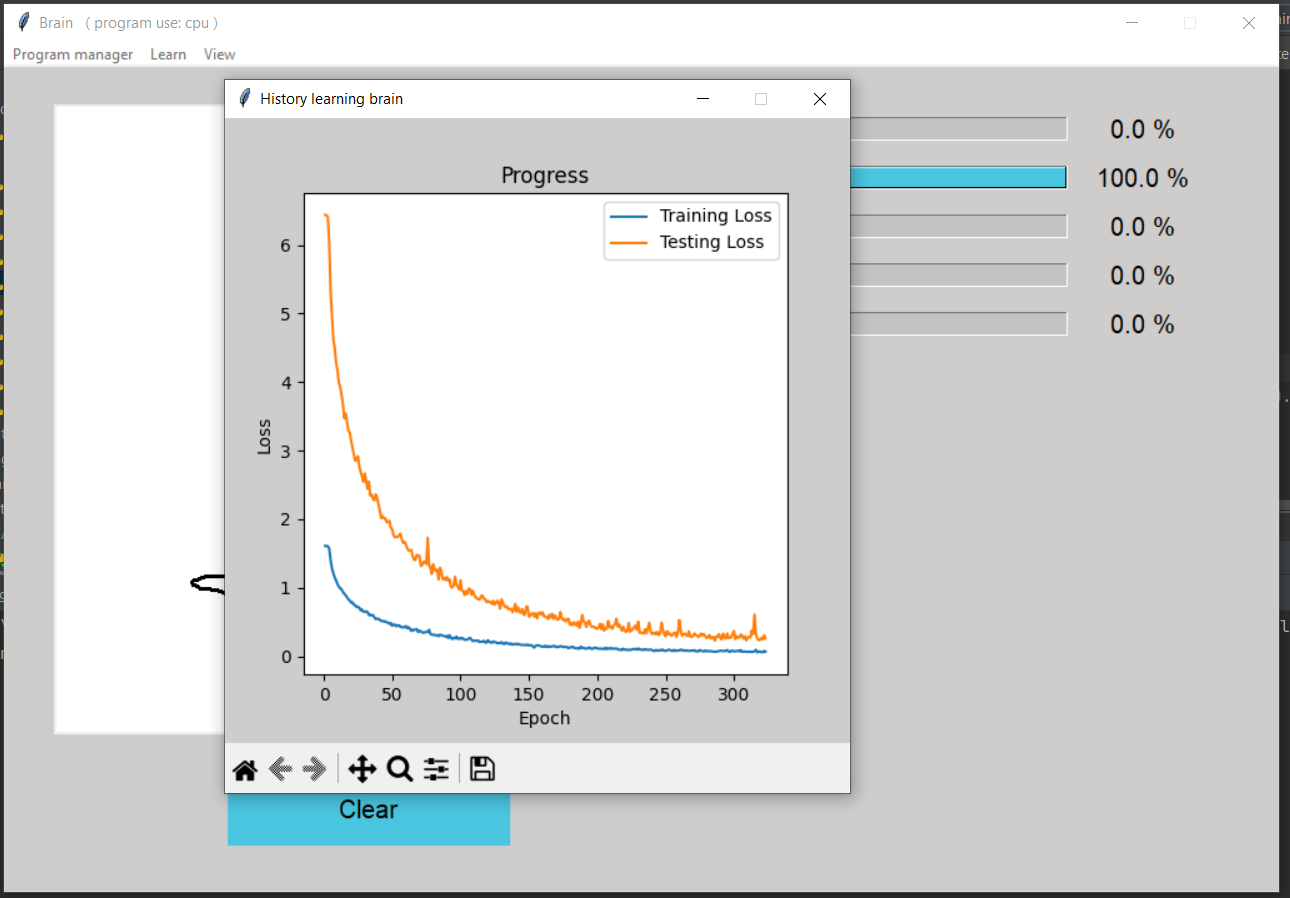 Brain ( program use: cpu )
Program manager Learn View
History learning brain
0.0 %
100.0 %
0.0 %
0.0 %
0.0 %
Progress
Training Loss
Testing Loss
Loss
6
5
4
3
2
1
0
0 50 100 150 200 250 300
Epoch
Clear